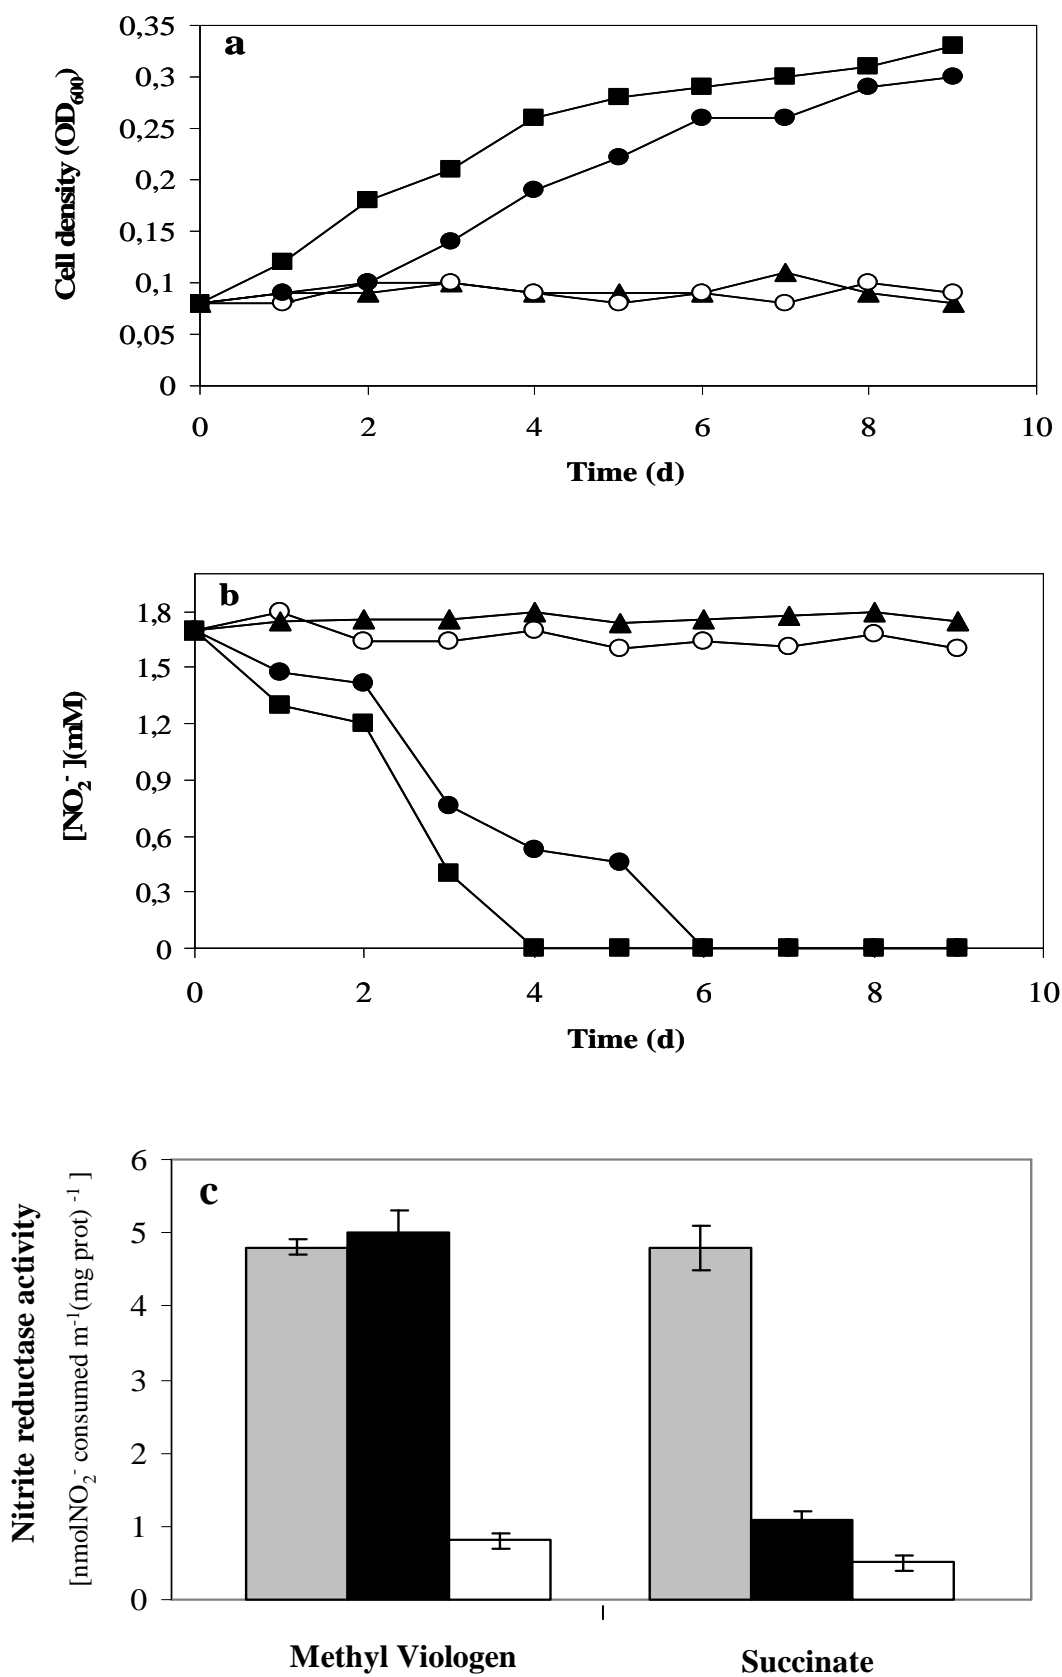 a
Cell density (OD600)
0,35
0,3
0,25
0,2
0,15
0,1
0,05
0
0 2 4 6 8 10
Time (d)
b
[NO2-](mM)
1,8
1,5
1,2
0,9
0,6
0,3
0
0 2 4 6 8 10
Time (d)
c
Nitrite reductase activity
[nmolNO2- consumed m-1(mg prot) -1 ]
6
5
4
3
2
1
0
Methyl Viologen Succinate